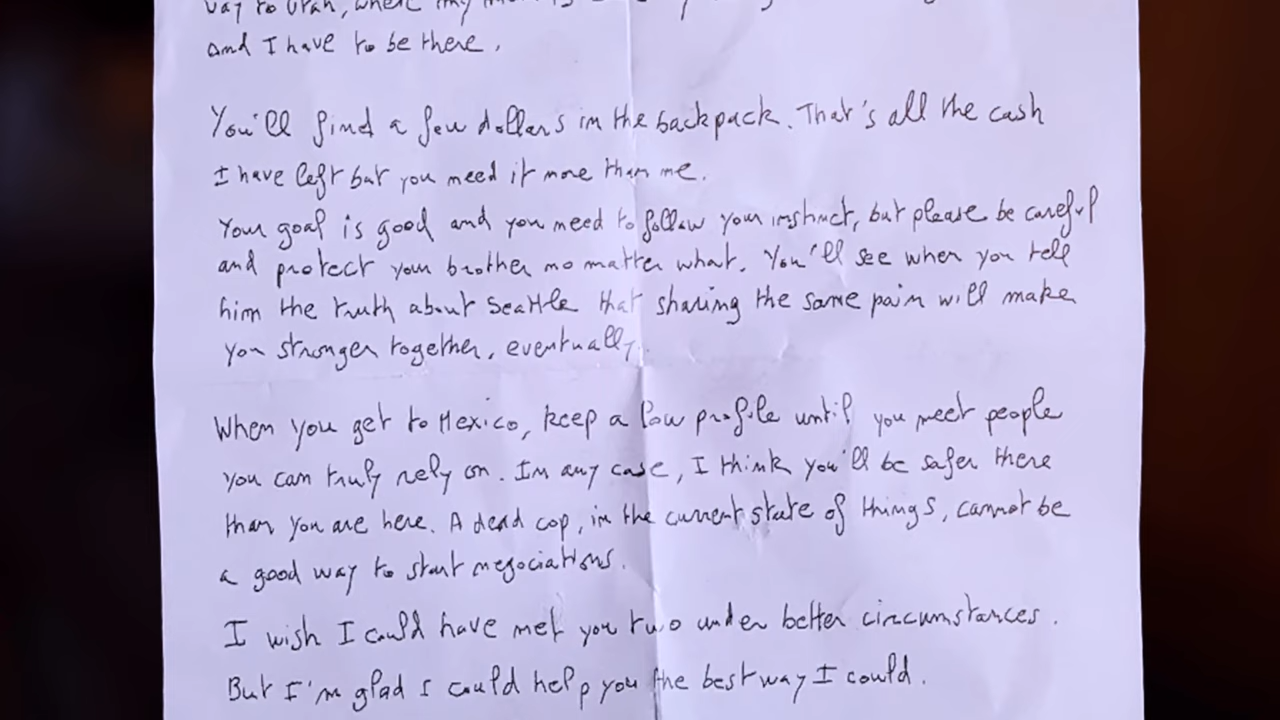 way to Utah, where my
and I have to be there.
You'll find a few dollars in the backpack. That's all the cash
I have left but you need it more than me.
Your goal is good and you need to follow your instinct, but please be careful
and protect your brother no matter what. You'll see when you tell
him the truth about Seattle that sharing the same pain will make
you stronger together, eventually.
When you get to Mexico, keep a low profile until you meet people
you can truly rely on. In any case, I think you'll be safer there
than you are here. A dead cop, in the current state of things, cannot be
a good way to start negociations.
I wish I could have met you two under better circumstances.
But I'm glad I could help you the best way I could.